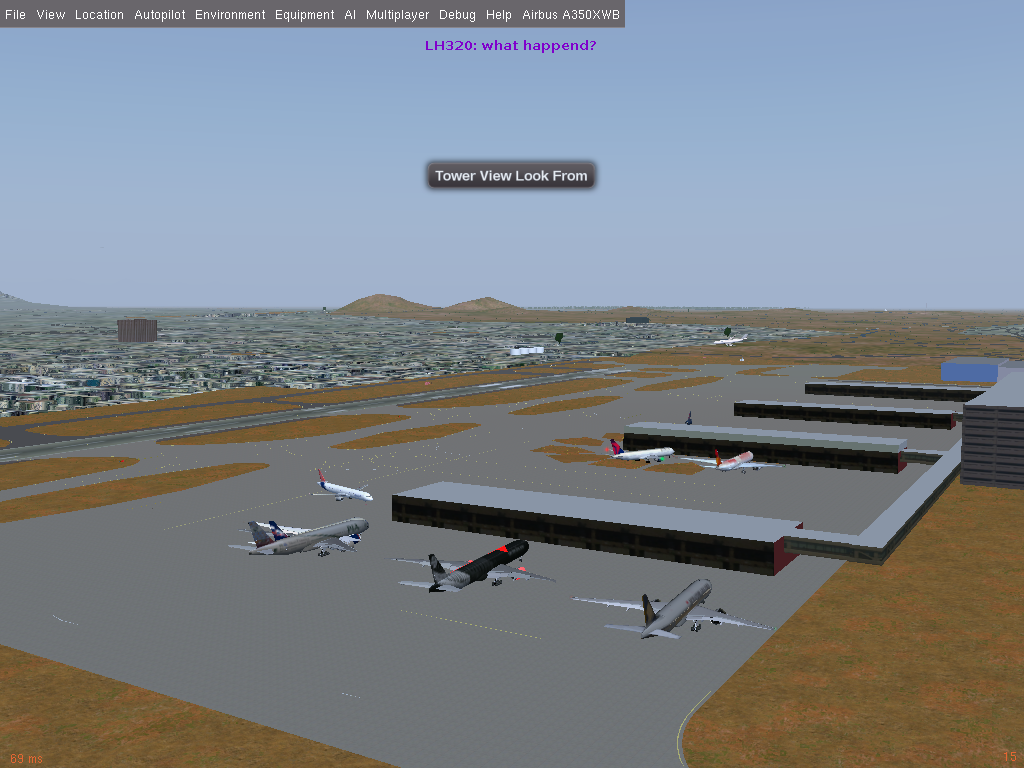 File View Location Autopilot Environment Equipment AI Multiplayer Debug Help Airbus A350XWB
LH320: what happend?
Tower View Look From
69 ms
15